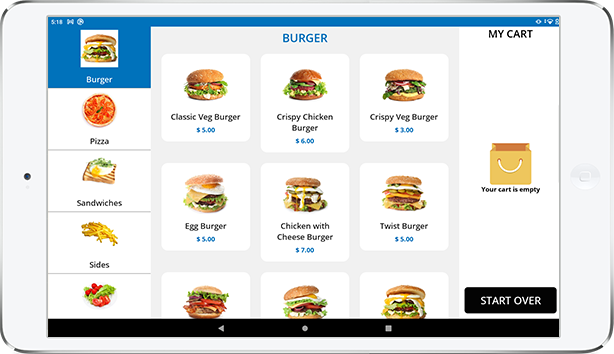 5:18
Burger
Pizza
Sandwiches
Sides
BURGER
Classic Veg Burger
$ 5.00
Crispy Chicken
Burger
$ 6.00
Crispy Veg Burger
$ 3.00
Egg Burger
$ 5.00
Chicken with
Cheese Burger
$ 7.00
Twist Burger
$ 5.00
MY CART
Your cart is empty
START OVER